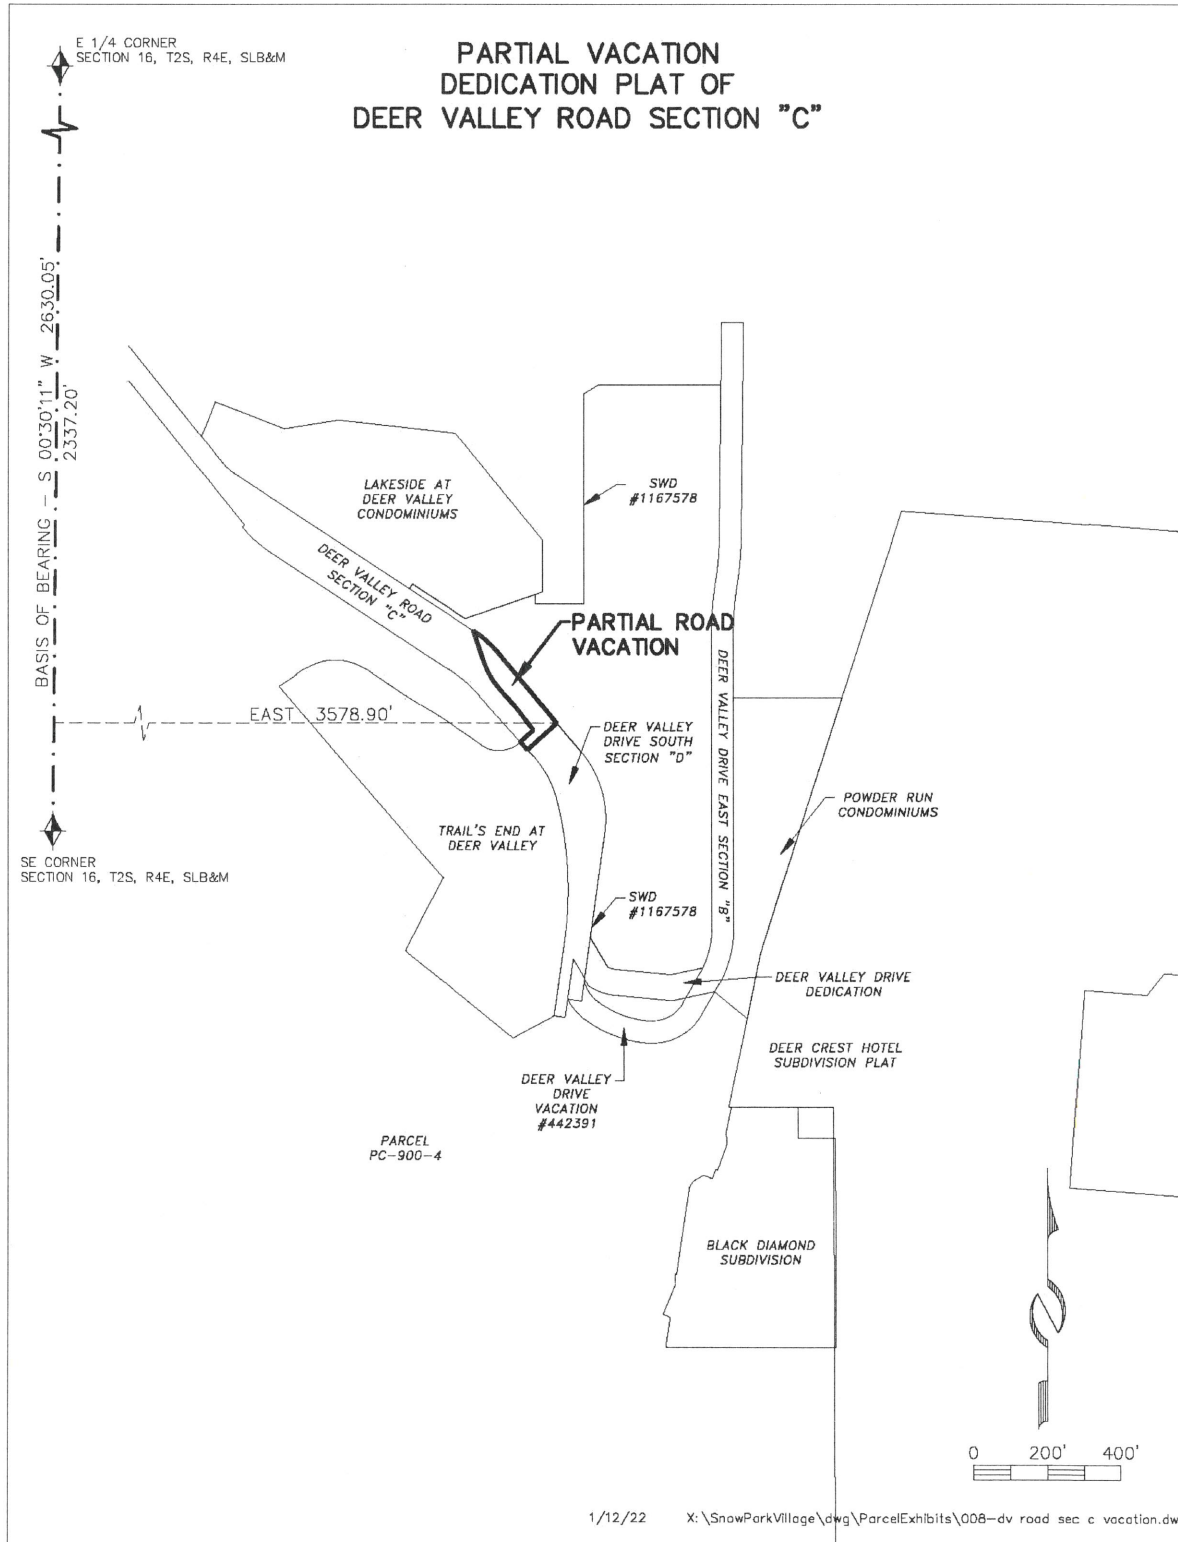 E 1/4 CORNER
SECTION 16, T2S, R4E, SLB&M
PARTIAL VACATION
DEDICATION PLAT OF
DEER VALLEY ROAD SECTION "C"
BASIS OF BEARING - S 00°30'11" W 2630.05'
2337.20'
LAKESIDE AT
DEER VALLEY
CONDOMINIUMS
SWD
#1167578
DEER VALLEY ROAD
SECTION "C"
PARTIAL ROAD
VACATION
EAST 3578.90'
DEER VALLEY
DRIVE SOUTH
SECTION "D"
DEER VALLEY DRIVE EAST SECTION "B"
POWDER RUN
CONDOMINIUMS
TRAIL'S END AT
DEER VALLEY
SE CORNER
SECTION 16, T2S, R4E, SLB&M
SWD
#1167578
DEER VALLEY DRIVE
DEDICATION
DEER CREST HOTEL
SUBDIVISION PLAT
DEER VALLEY
DRIVE
VACATION
#442391
PARCEL
PC-900-4
BLACK DIAMOND
SUBDIVISION
0 200' 400'
1/12/22 X:\SnowParkVillage\dwg\ParcelExhibits\008-dv road sec c vacation.dw